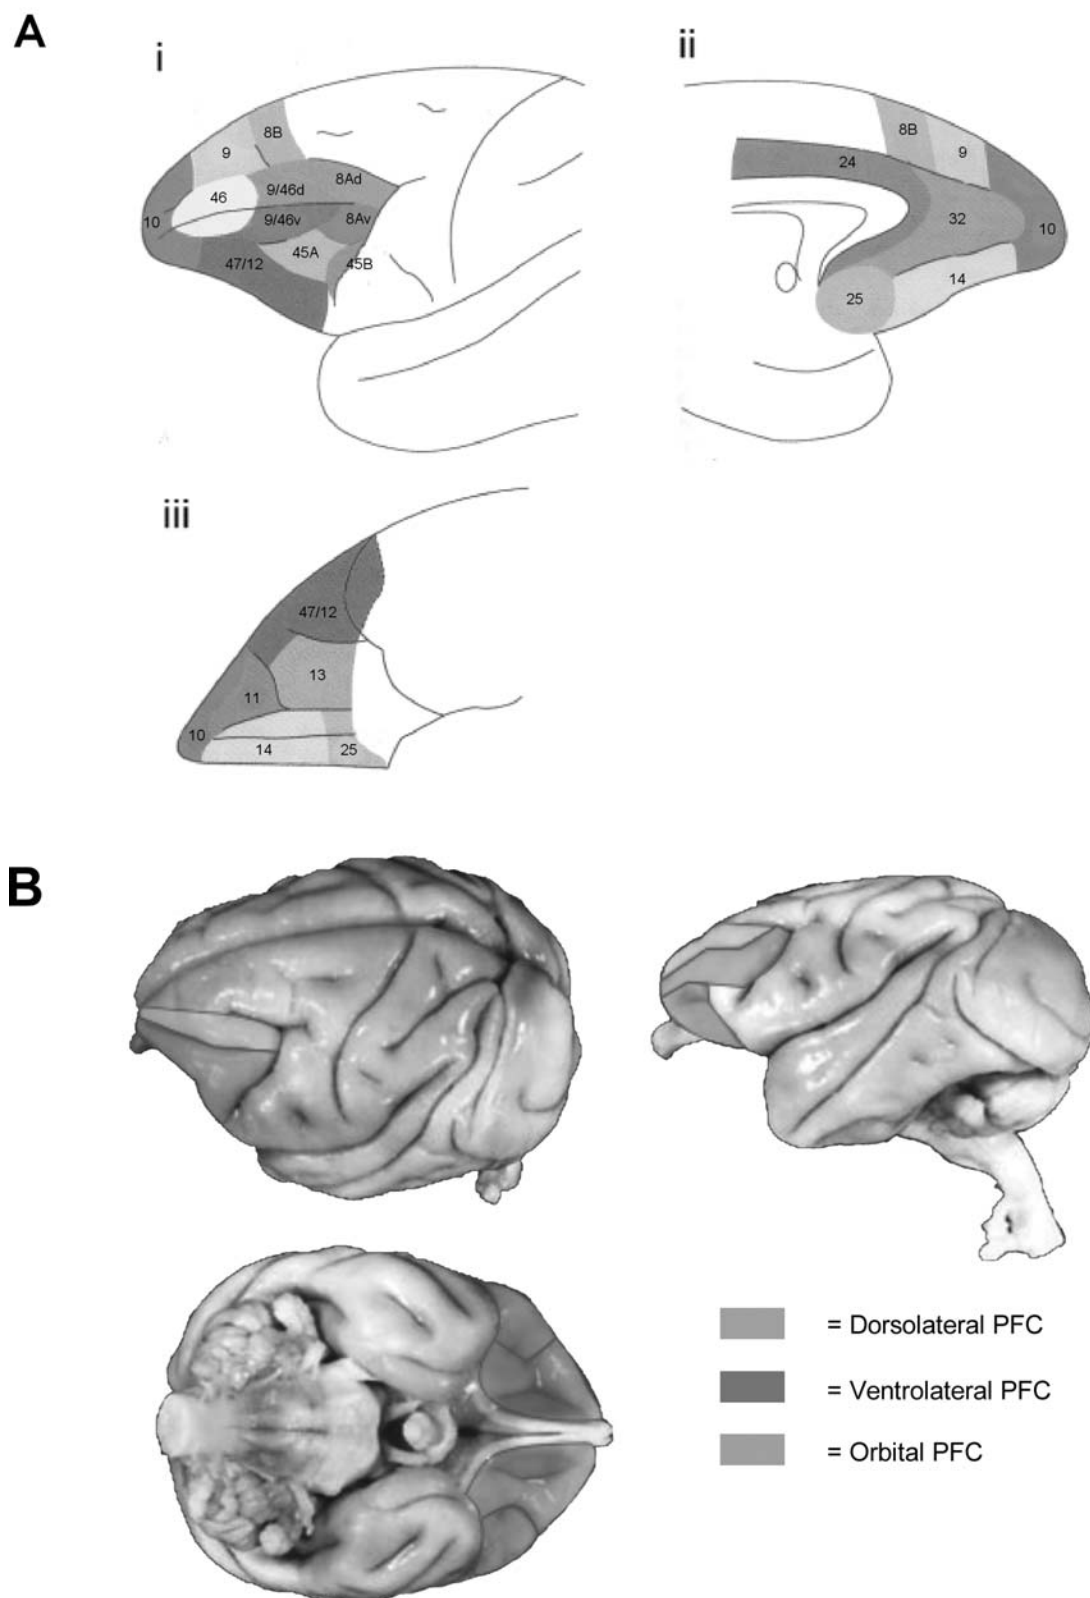 A
i
ii
8B
9
46
9/46d
8Ad
10
9/46v
8Av
45A
45B
47/12
8B
9
24
32
10
14
25
iii
47/12
13
11
10
14
25
B
= Dorsolateral PFC
= Ventrolateral PFC
= Orbital PFC